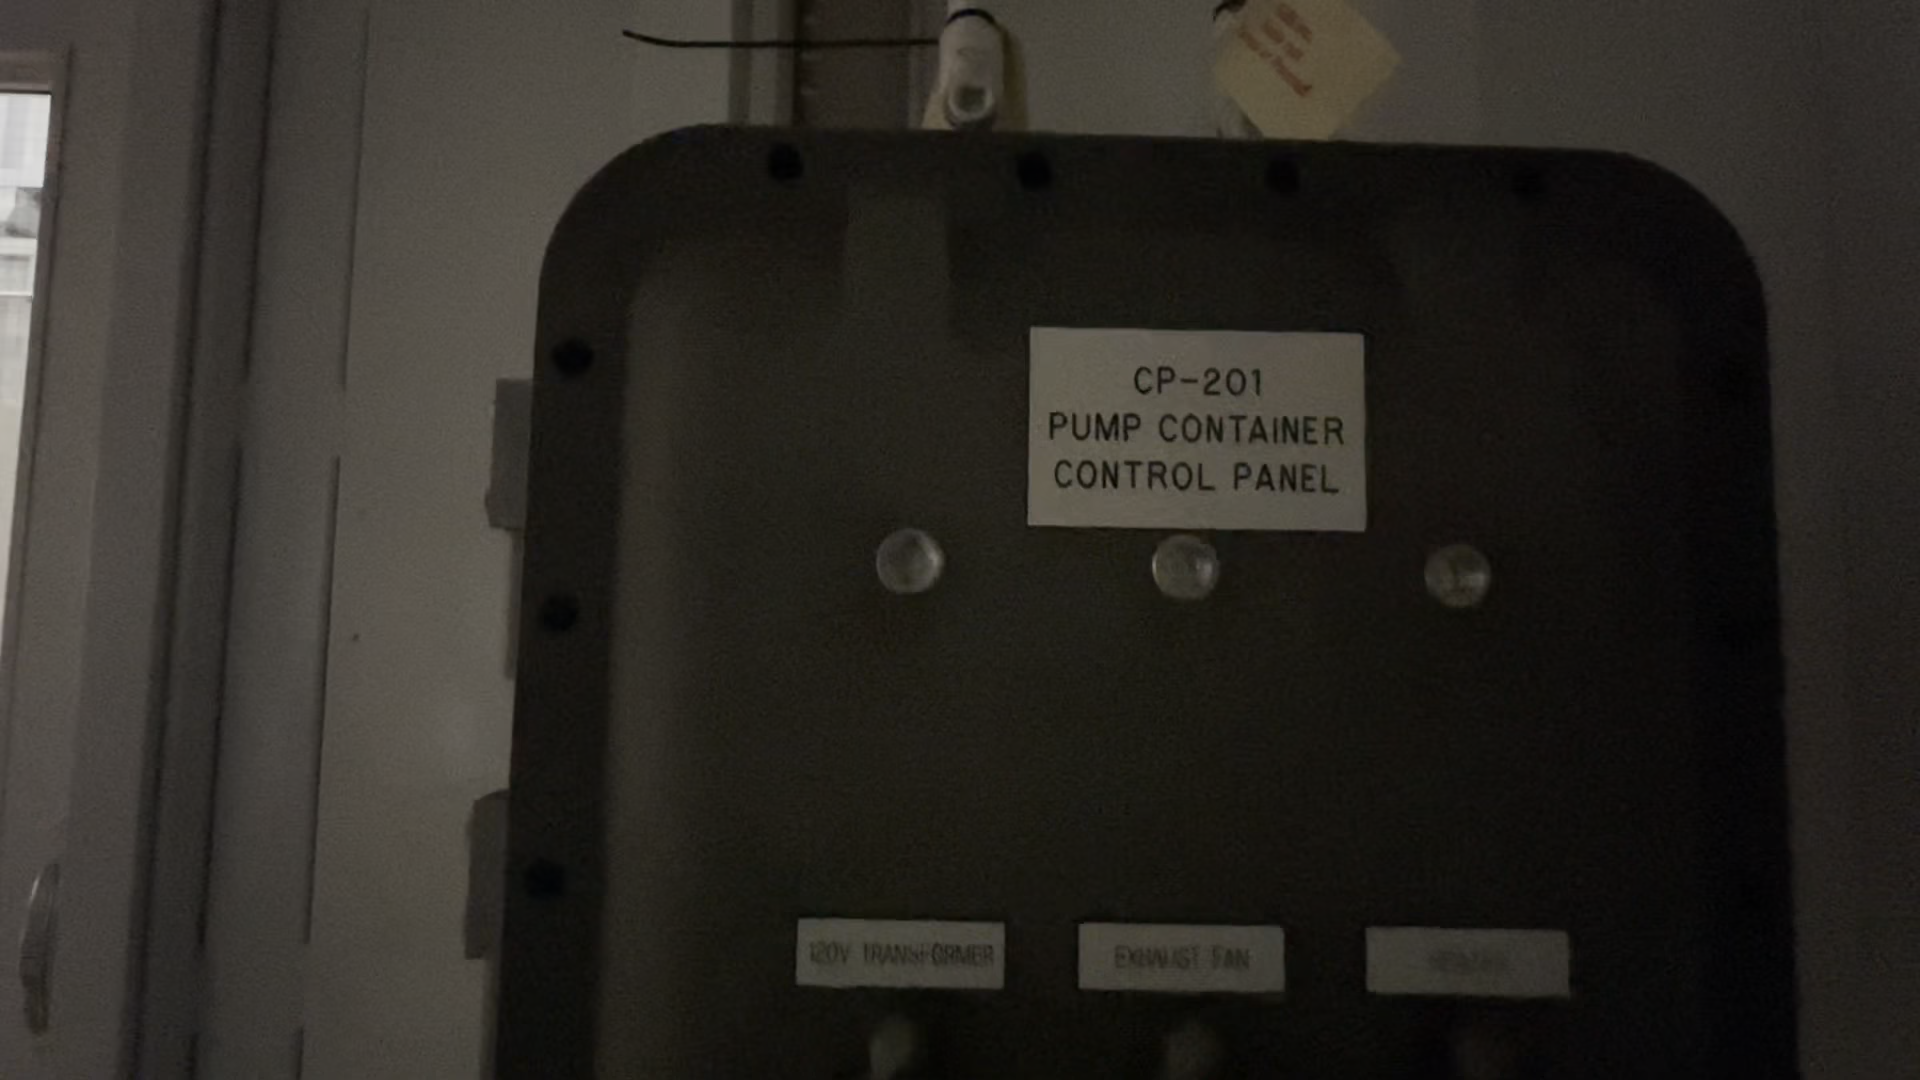 CP-201
PUMP CONTAINER
CONTROL PANEL
120V TRANSFORMER
EXHAUST FAN